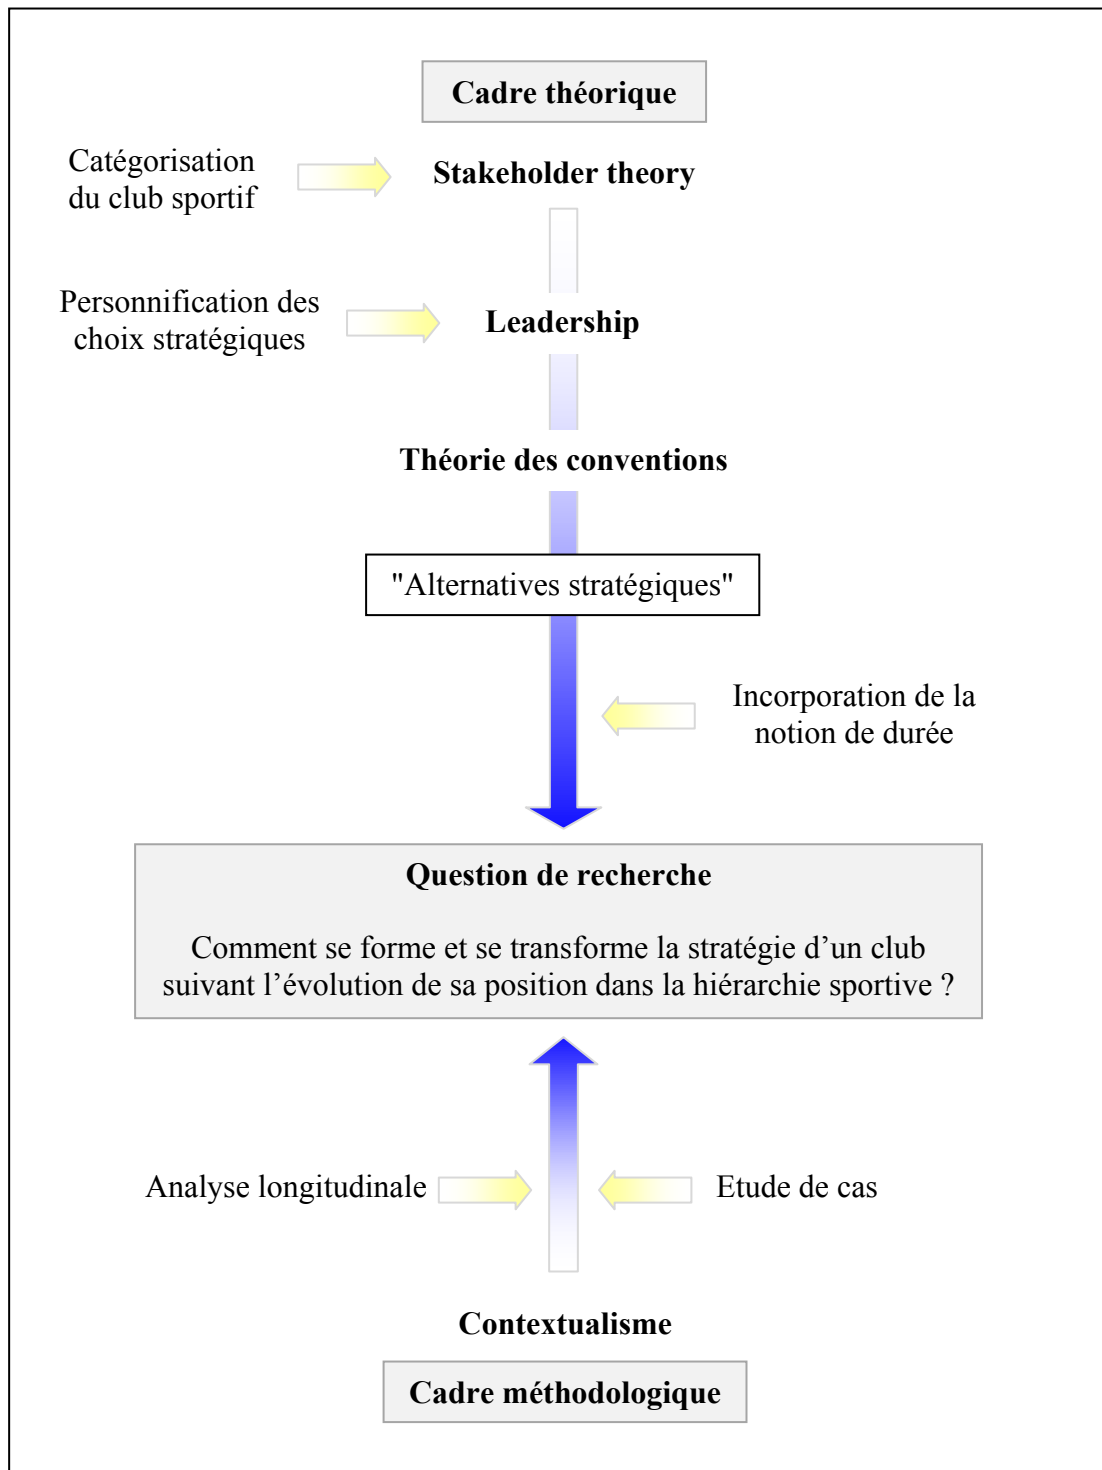 Cadre théorique
Catégorisation
du club sportif
Stakeholder theory
Personnification des
choix stratégiques
Leadership
Théorie des conventions
"Alternatives stratégiques"
Incorporation de la
notion de durée
Question de recherche
Comment se forme et se transforme la stratégie d’un club
suivant l’évolution de sa position dans la hiérarchie sportive ?
Analyse longitudinale
Etude de cas
Contextualisme
Cadre méthodologique